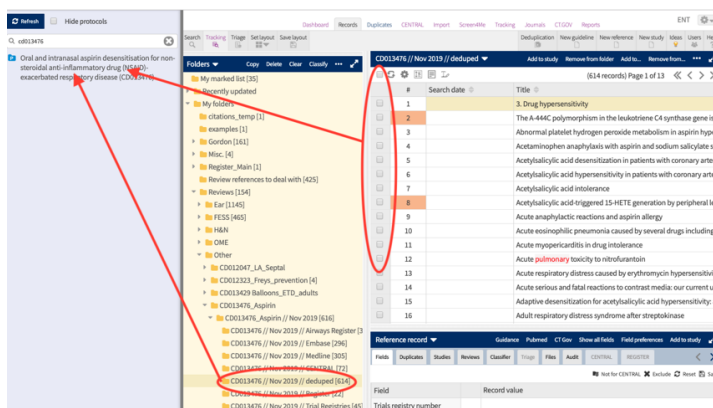 Refresh
Hide protocols
Dashboard Records Duplicates CENTRAL Import Screen4Me Tracking Journals CT.GOV Reports
ENT
cd013476
Search Tracking Triage Set layout Save layout
Deduplication New guideline New reference New study Ideas Users He
Oral and intranasal aspirin desensitisation for non-
steroidal anti-inflammatory drug (NSAID)-
exacerbated respiratory disease (CD013476)
Folders Copy Delete Clear Classify
My marked list [35]
Recently updated
My folders
citations_temp [1]
examples [1]
Gordon [161]
Misc. [4]
Register_Main [1]
Review references to deal with [425]
Reviews [154]
Ear [1145]
FESS [465]
H&N
OME
Other
CD012047_LA_Septal
CD012323_Freys_prevention [4]
CD013429 Balloons_ETD_adults
CD013476_Aspirin
CD013476_Aspirin // Nov 2019 [616]
CD013476 // Nov 2019 // Airways Register [3
CD013476 // Nov 2019 // Embase [296]
CD013476 // Nov 2019 // Medline [305]
CD013476 // Nov 2019 // CENTRAL [72]
CD013476 // Nov 2019 // deduped [614]
CD013476 // Nov 2019 // Register [22]
CD013476 // Nov 2019 // Trial Registries [45]
CD013476 // Nov 2019 // deduped Add to study Remove from folder Add to... Remove from...
(614 records) Page 1 of 13
# Search date Title
1 3. Drug hypersensitivity
2 The A-444C polymorphism in the leukotriene C4 synthase gene is
3 Abnormal platelet hydrogen peroxide metabolism in aspirin hype
4 Acetaminophen anaphylaxis with aspirin and sodium salicylate s
5 Acetylsalicylic acid desensitization in patients with coronary arte
6 Acetylsalicylic acid hypersensitivity in patients with coronary arte
7 Acetylsalicylic acid intolerance
8 Acetylsalicylic acid-triggered 15-HETE generation by peripheral le
9 Acute anaphylactic reactions and aspirin allergy
10 Acute eosinophilic pneumonia caused by several drugs including
11 Acute myopericarditis in drug intolerance
12 Acute pulmonary toxicity to nitrofurantoin
13 Acute respiratory distress caused by erythromycin hypersensitivi
14 Acute serious and fatal reactions to contrast media: our current u
15 Adaptive desensitization for acetylsalicylic acid hypersensitivity:
16 Adult respiratory distress syndrome after streptokinase
Reference record Guidance Pubmed CT Gov Show all fields Field preferences Add to study
Fields Duplicates Studies Reviews Classifier Triage Files Audit CENTRAL REGISTER
Not for CENTRAL Exclude Reset Sa
Field Record value
Trials registry number